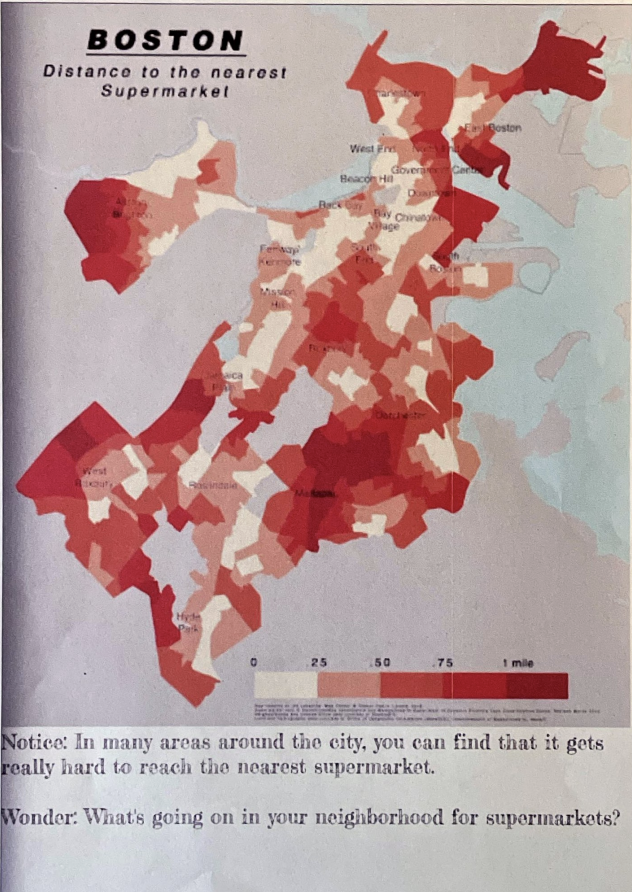 BOSTON
Distance to the nearest
Supermarket
Charlestown
East Boston
West End
North End
Government Center
Beacon Hill
Downtown
Back Bay
Bay
Village
Chinatown
Allston
Brighton
Fenway/
Kenmore
South
End
South
Boston
Mission
Hill
Roxbury
Jamaica
Plain
Dorchester
West
Roxbury
Roslindale
Mattapan
Hyde
Park
0 .25 .50 .75 1 mile
Notice: In many areas around the city, you can find that it gets
really hard to reach the nearest supermarket.
Wonder: What's going on in your neighborhood for supermarkets?